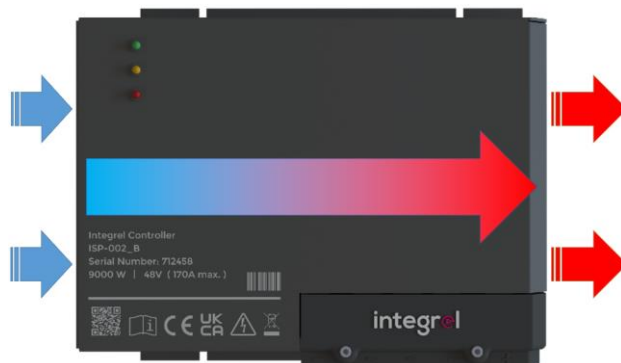 Integrel Controller
ISP-002_B
Serial Number: 712458
9000 W | 48V (170A max.)
CE UK CA
integrel